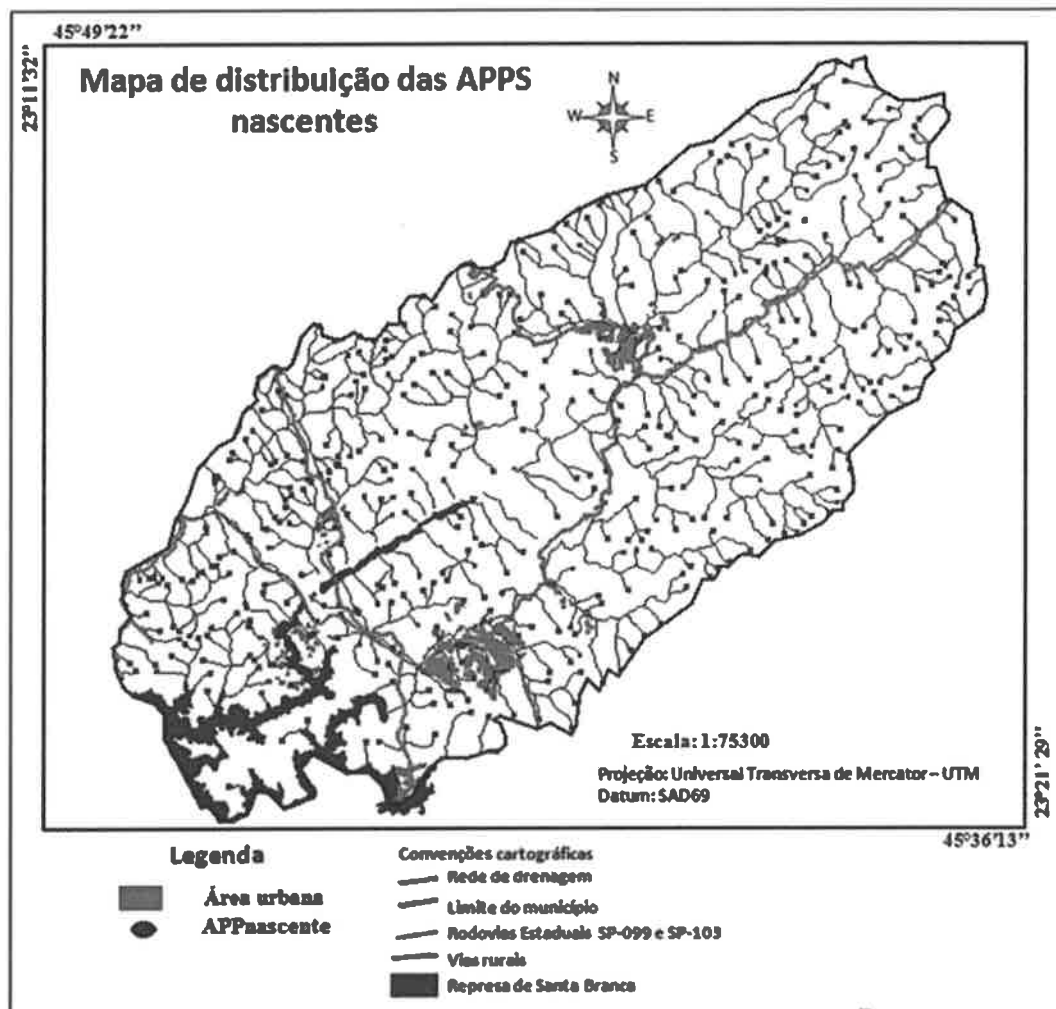 45°49'22''
23°11'32''
Mapa de distribuição das APPS
nascentes
N
W E
S
Escala: 1:75300
Projeção: Universal Transversa de Mercator – UTM
Datum: SAD69
23°21'29''
45°36'13''
Legenda
Área urbana
APPnascente
Convenções cartográficas
Rede de drenagem
Limite do município
Rodovias Estaduais SP-099 e SP-103
Vias rurais
Represa de Santa Branca